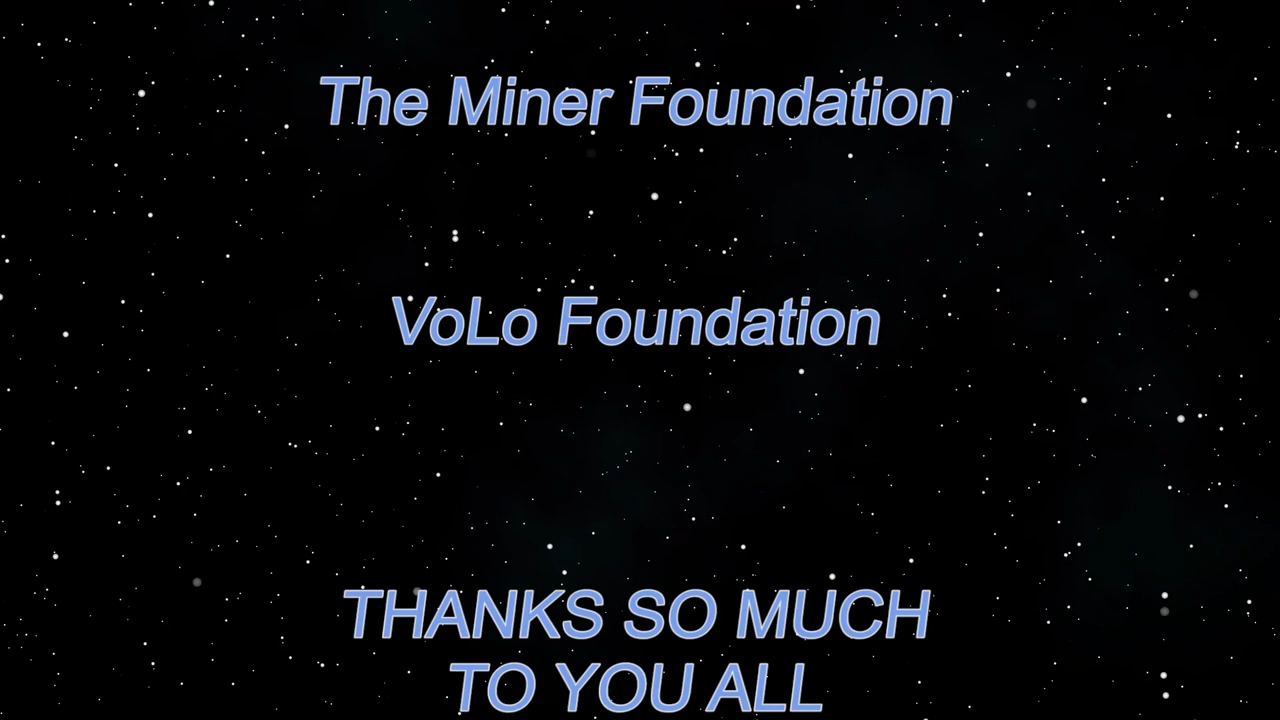 The Miner Foundation
VoLo Foundation
THANKS SO MUCH
TO YOU ALL